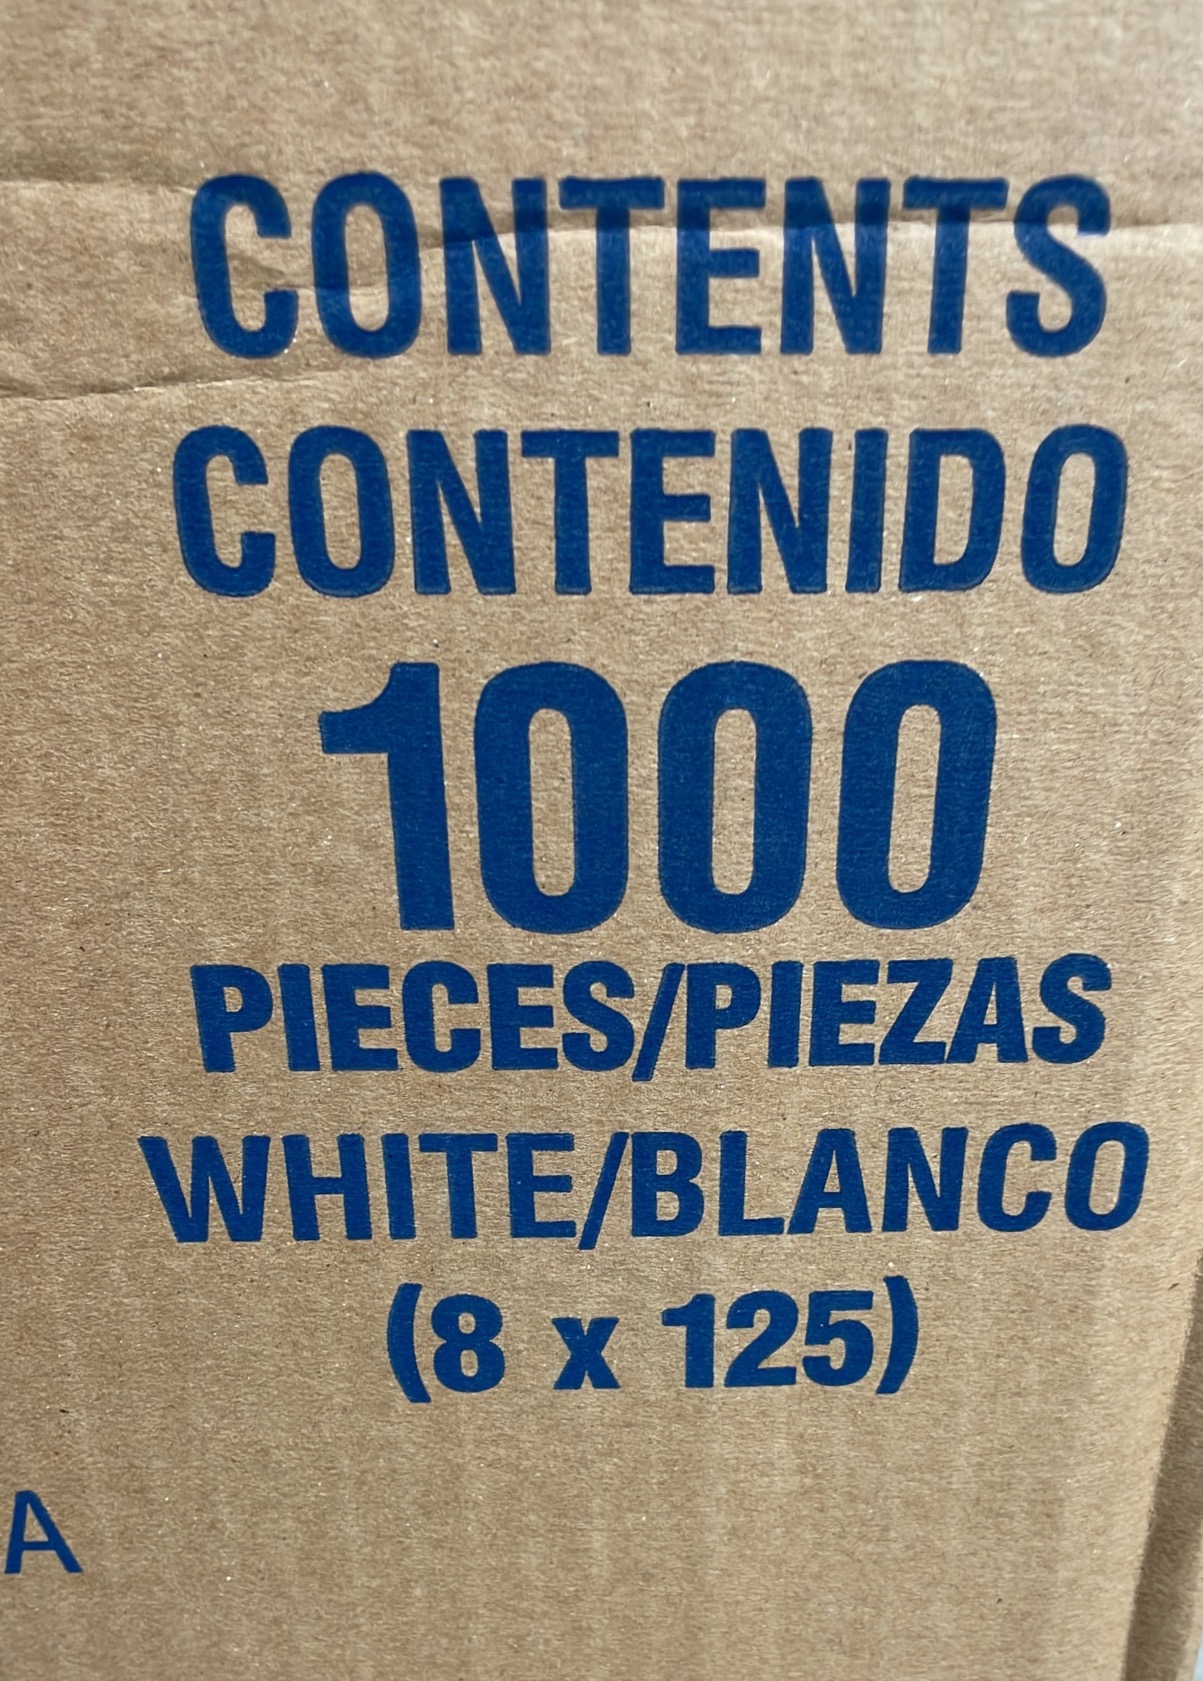 CONTENTS
CONTENIDO
1000
PIECES/PIEZAS
WHITE/BLANCO
(8 x 125)
A